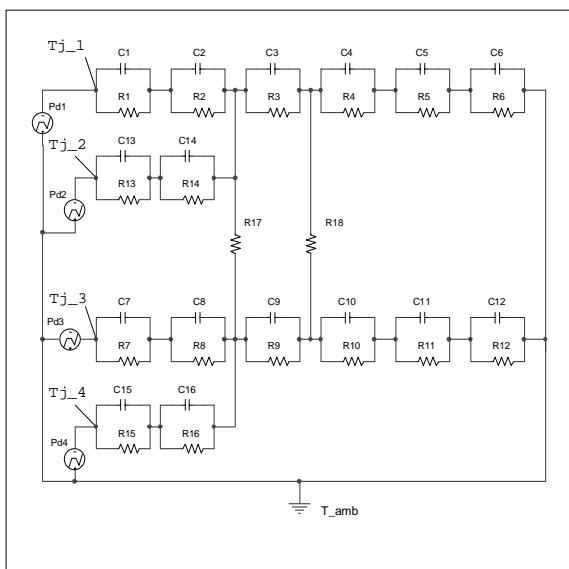 C1 C2 C3 C4 C5 C6
Tj_1
R1 R2 R3 R4 R5 R6
Pd1
C13 C14
Tj_2
R13 R14
Pd2
R17 R18
C7 C8 C9 C10 C11 C12
Tj_3
Pd3
R7 R8 R9 R10 R11 R12
C15 C16
Tj_4
R15 R16
Pd4
T_amb